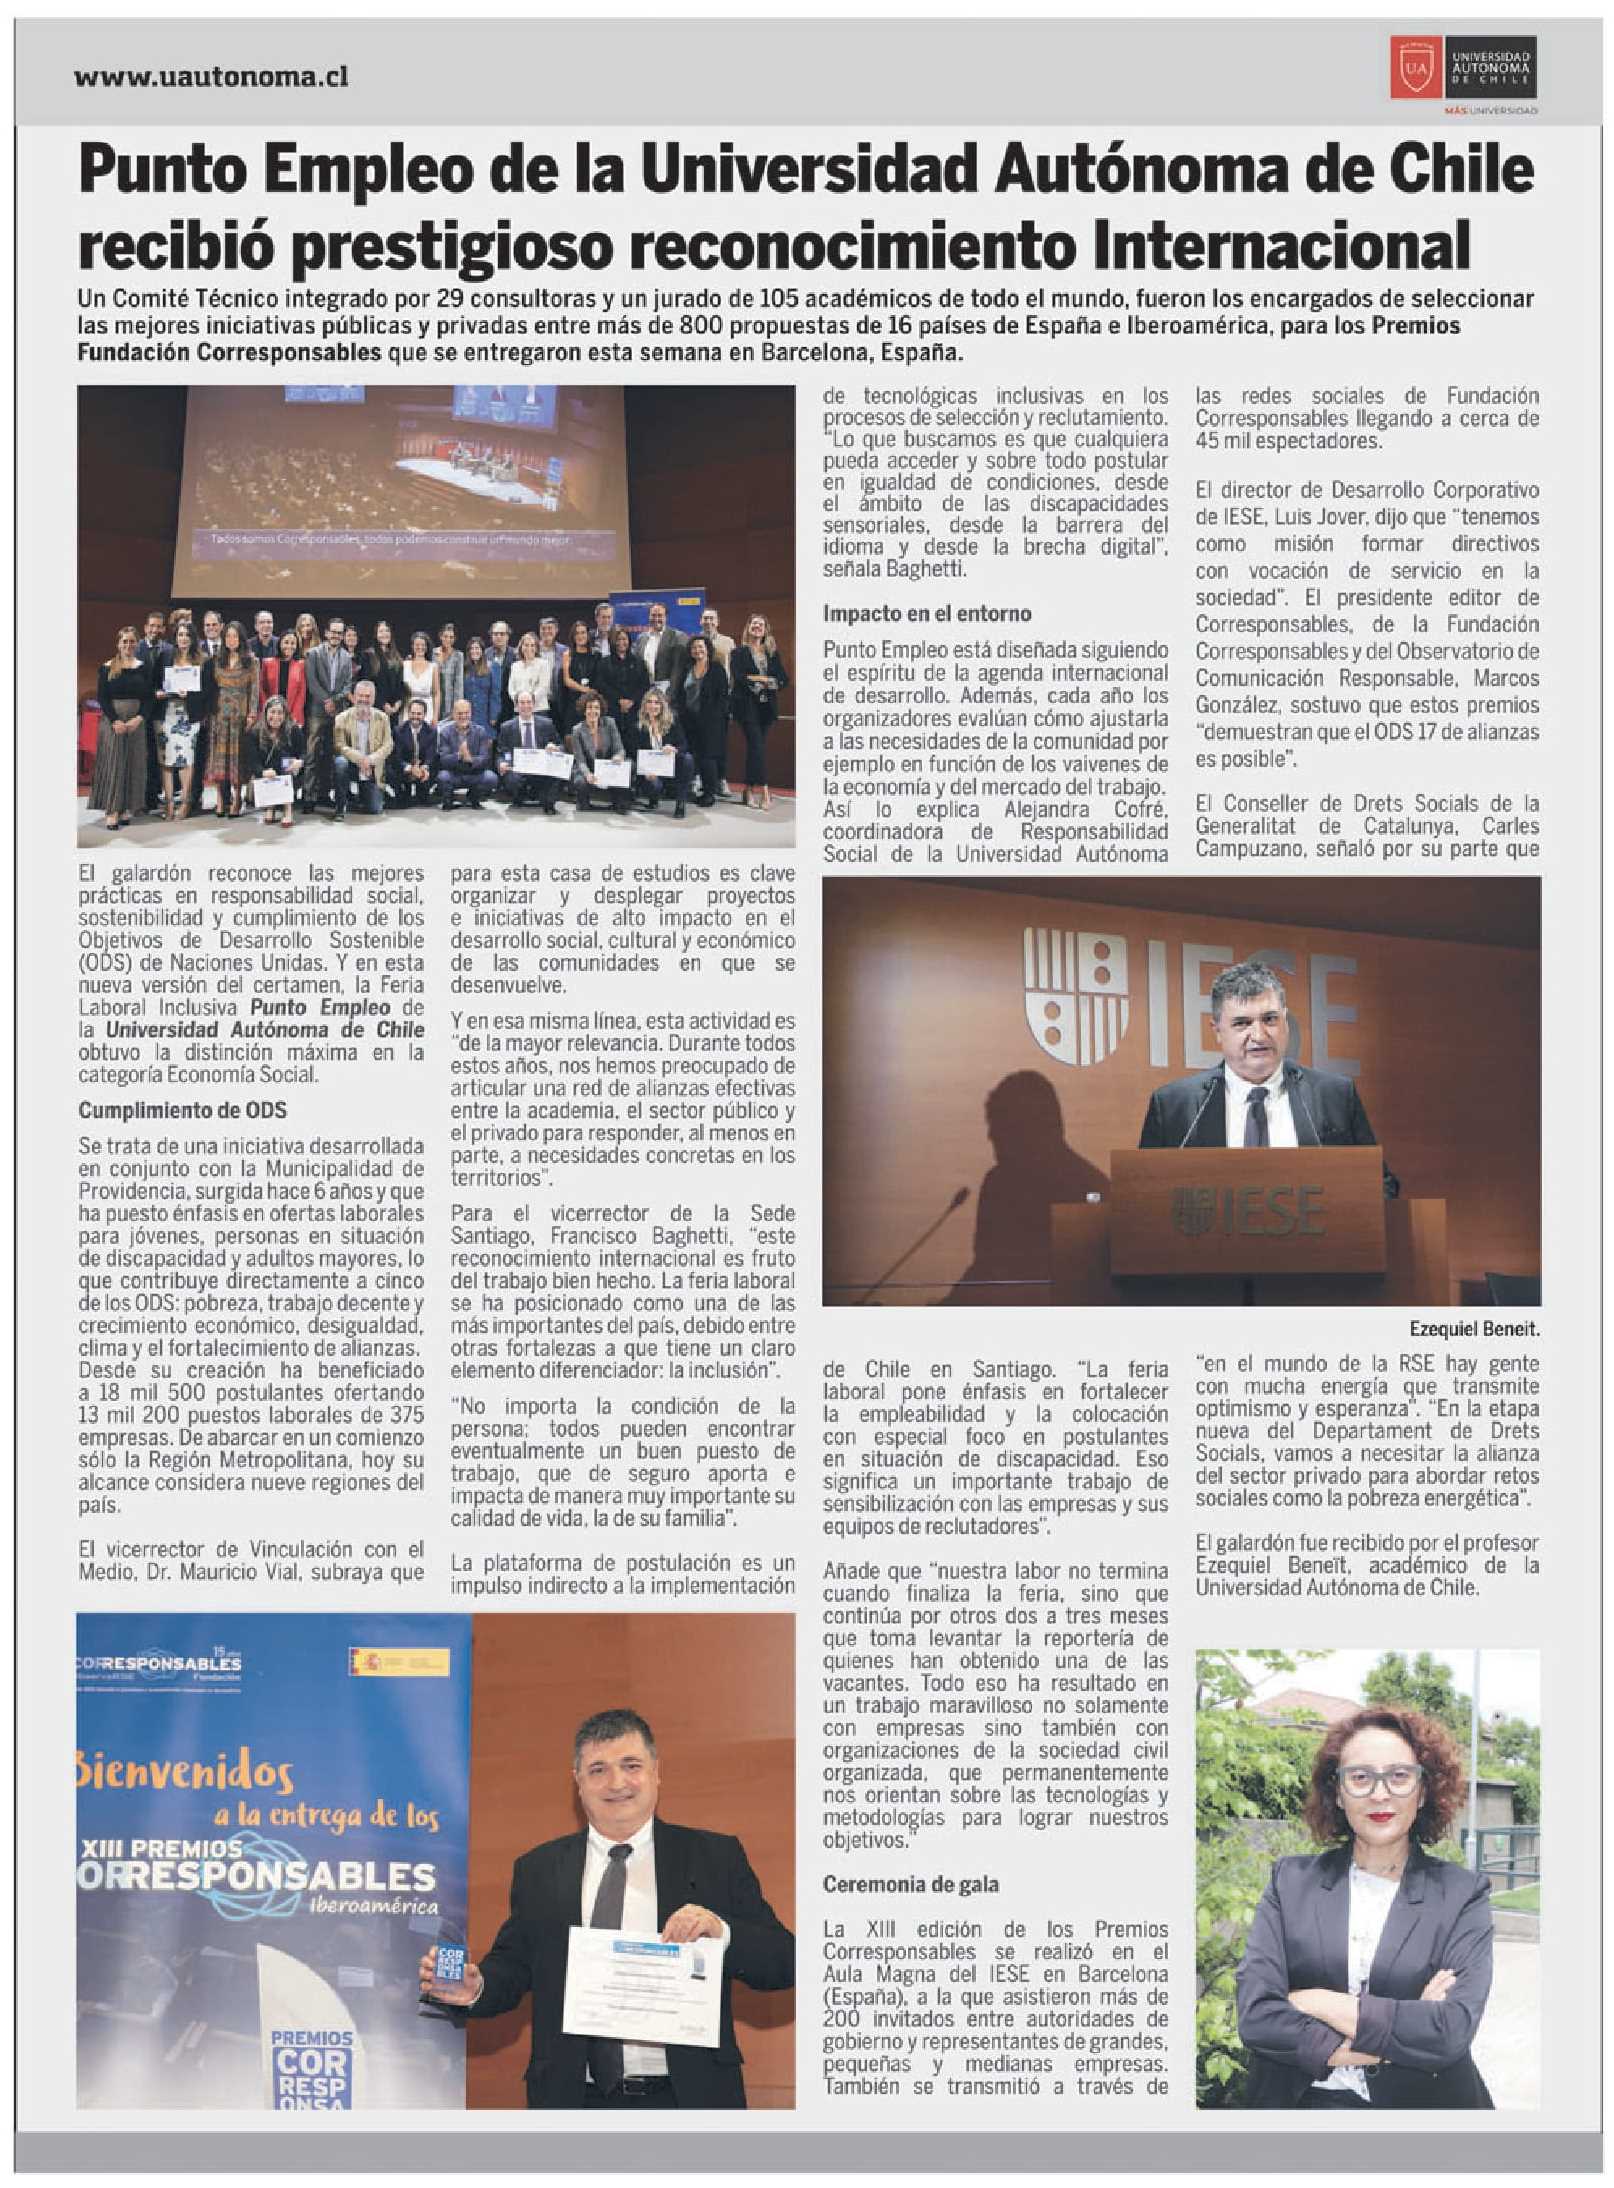 www.uautonoma.cl
UA
UNIVERSIDAD
AUTONOMA
DE CHILE
MÁS UNIVERSIDAD
Punto Empleo de la Universidad Autónoma de Chile
recibió prestigioso reconocimiento Internacional
Un Comité Técnico integrado por 29 consultoras y un jurado de 105 académicos de todo el mundo, fueron los encargados de seleccionar
las mejores iniciativas públicas y privadas entre más de 800 propuestas de 16 países de España e Iberoamérica, para los Premios
Fundación Corresponsables que se entregaron esta semana en Barcelona, España.
Todos somos Corresponsables, todos podemos construir un mundo mejor
El galardón reconoce las mejores
prácticas en responsabilidad social,
sostenibilidad y cumplimiento de los
Objetivos de Desarrollo Sostenible
(ODS) de Naciones Unidas. Y en esta
nueva versión del certamen, la Feria
Laboral Inclusiva Punto Empleo de
la Universidad Autónoma de Chile
obtuvo la distinción máxima en la
categoría Economía Social.
Cumplimiento de ODS
Se trata de una iniciativa desarrollada
en conjunto con la Municipalidad de
Providencia, surgida hace 6 años y que
ha puesto énfasis en ofertas laborales
para jóvenes, personas en situación
de discapacidad y adultos mayores, lo
que contribuye directamente a cinco
de los ODS: pobreza, trabajo decente y
crecimiento económico, desigualdad,
clima y el fortalecimiento de alianzas.
Desde su creación ha beneficiado
a 18 mil 500 postulantes ofertando
13 mil 200 puestos laborales de 375
empresas. De abarcar en un comienzo
sólo la Región Metropolitana, hoy su
alcance considera nueve regiones del
país.
El vicerrector de Vinculación con el
Medio, Dr. Mauricio Vial, subraya que
para esta casa de estudios es clave
organizar y desplegar proyectos
e iniciativas de alto impacto en el
desarrollo social, cultural y económico
de las comunidades en que se
desenvuelve.
Y en esa misma línea, esta actividad es
“de la mayor relevancia. Durante todos
estos años, nos hemos preocupado de
articular una red de alianzas efectivas
entre la academia, el sector público y
el privado para responder, al menos en
parte, a necesidades concretas en los
territorios”.
Para el vicerrector de la Sede
Santiago, Francisco Baghetti, “este
reconocimiento internacional es fruto
del trabajo bien hecho. La feria laboral
se ha posicionado como una de las
más importantes del país, debido entre
otras fortalezas a que tiene un claro
elemento diferenciador: la inclusión”.
“No importa la condición de la
persona; todos pueden encontrar
eventualmente un buen puesto de
trabajo, que de seguro aporta e
impacta de manera muy importante su
calidad de vida, la de su familia”.
La plataforma de postulación es un
impulso indirecto a la implementación
de tecnológicas inclusivas en los
procesos de selección y reclutamiento.
“Lo que buscamos es que cualquiera
pueda acceder y sobre todo postular
en igualdad de condiciones, desde
el ámbito de las discapacidades
sensoriales, desde la barrera del
idioma y desde la brecha digital”,
señala Baghetti.
Impacto en el entorno
Punto Empleo está diseñada siguiendo
el espíritu de la agenda internacional
de desarrollo. Además, cada año los
organizadores evalúan cómo ajustarla
a las necesidades de la comunidad por
ejemplo en función de los vaivenes de
la economía y del mercado del trabajo.
Así lo explica Alejandra Cofré,
coordinadora de Responsabilidad
Social de la Universidad Autónoma
de Chile en Santiago. “La feria
laboral pone énfasis en fortalecer
la empleabilidad y la colocación
con especial foco en postulantes
en situación de discapacidad. Eso
significa un importante trabajo de
sensibilización con las empresas y sus
equipos de reclutadores”.
Añade que “nuestra labor no termina
cuando finaliza la feria, sino que
continúa por otros dos a tres meses
que toma levantar la reportería de
quienes han obtenido una de las
vacantes. Todo eso ha resultado en
un trabajo maravilloso no solamente
con empresas sino también con
organizaciones de la sociedad civil
organizada, que permanentemente
nos orientan sobre las tecnologías y
metodologías para lograr nuestros
objetivos.”
Ceremonia de gala
La XIII edición de los Premios
Corresponsables se realizó en el
Aula Magna del IESE en Barcelona
(España), a la que asistieron más de
200 invitados entre autoridades de
gobierno y representantes de grandes,
pequeñas y medianas empresas.
También se transmitió a través de
las redes sociales de Fundación
Corresponsables llegando a cerca de
45 mil espectadores.
El director de Desarrollo Corporativo
de IESE, Luis Jover, dijo que “tenemos
como misión formar directivos
con vocación de servicio en la
sociedad”. El presidente editor de
Corresponsables, de la Fundación
Corresponsables y del Observatorio de
Comunicación Responsable, Marcos
González, sostuvo que estos premios
“demuestran que el ODS 17 de alianzas
es posible”.
El Conseller de Drets Socials de la
Generalitat de Catalunya, Carles
Campuzano, señaló por su parte que
IESE
IESE
Ezequiel Beneit.
“en el mundo de la RSE hay gente
con mucha energía que transmite
optimismo y esperanza”. “En la etapa
nueva del Departament de Drets
Socials, vamos a necesitar la alianza
del sector privado para abordar retos
sociales como la pobreza energética”.
El galardón fue recibido por el profesor
Ezequiel Beneït, académico de la
Universidad Autónoma de Chile.
15 años
CORRESPONSABLES
Fundación
Bienvenidos
a la entrega de los
XIII PREMIOS
ORRESPONSABLES
Iberoamérica
COR
RESP
ONSA
BLES
PREMIOS
COR
RESP
ONSA